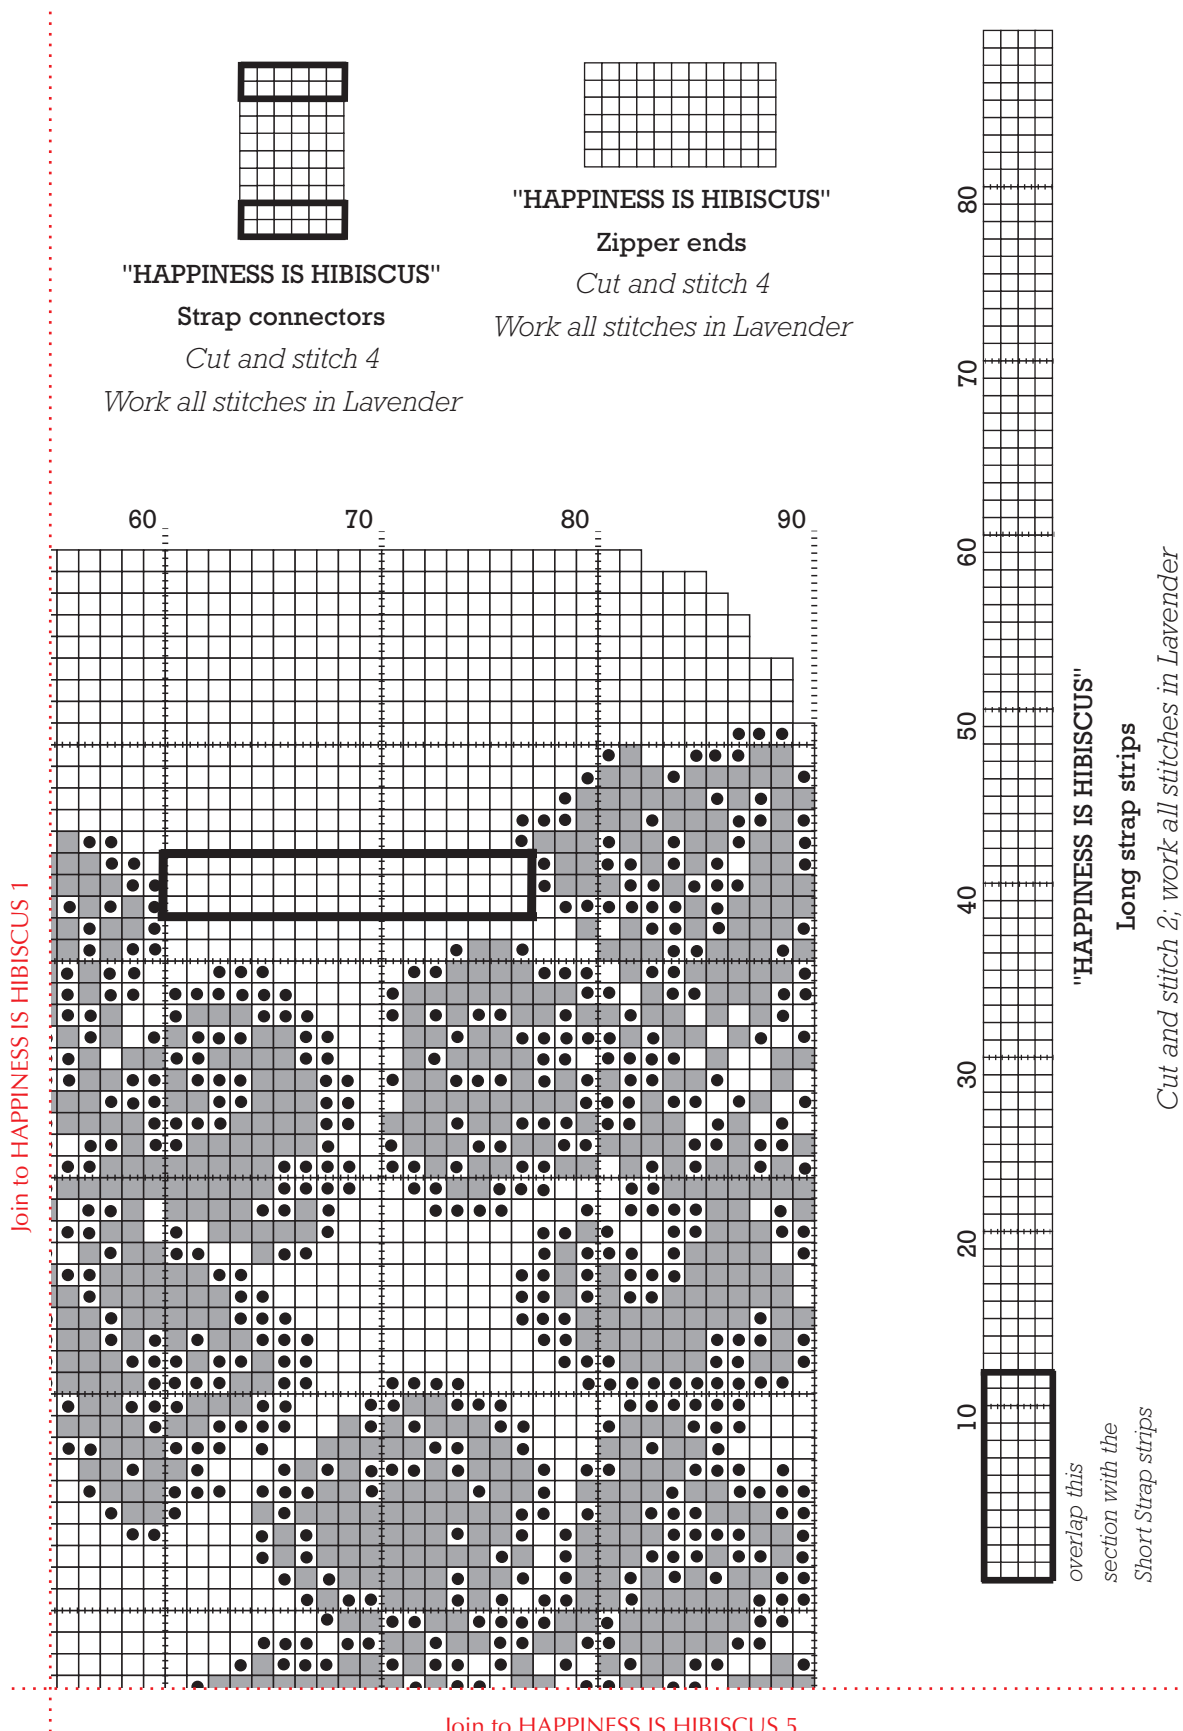 "HAPPINESS IS HIBISCUS"
Strap connectors
Cut and stitch 4
Work all stitches in Lavender
"HAPPINESS IS HIBISCUS"
Zipper ends
Cut and stitch 4
Work all stitches in Lavender
60 70 80 90
80
70
60
50
40
30
20
10
"HAPPINESS IS HIBISCUS"
Long strap strips
Cut and stitch 2; work all stitches in Lavender
overlap this
section with the
Short Strap strips
Join to HAPPINESS IS HIBISCUS 1
Join to HAPPINESS IS HIBISCUS 5